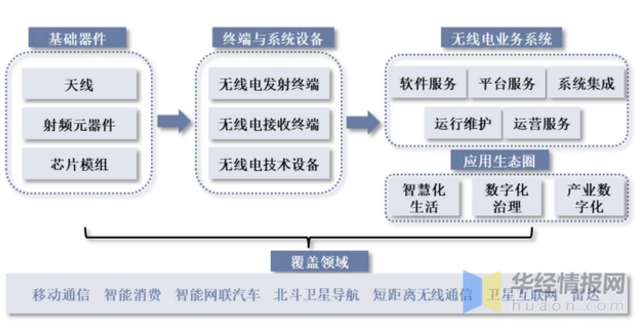 基础器件
天线
射频元器件
芯片模组
终端与系统设备
无线电发射终端
无线电接收终端
无线电技术设备
无线电业务系统
软件服务 平台服务 系统集成
运行维护 运营服务
应用生态圈
智慧化
生活
数字化
治理
产业数
字化
覆盖领域
移动通信 智能消费 智能网联汽车 北斗卫星导航 短距离无线通信 卫星互联网 雷达
华经情报网
huaon.com